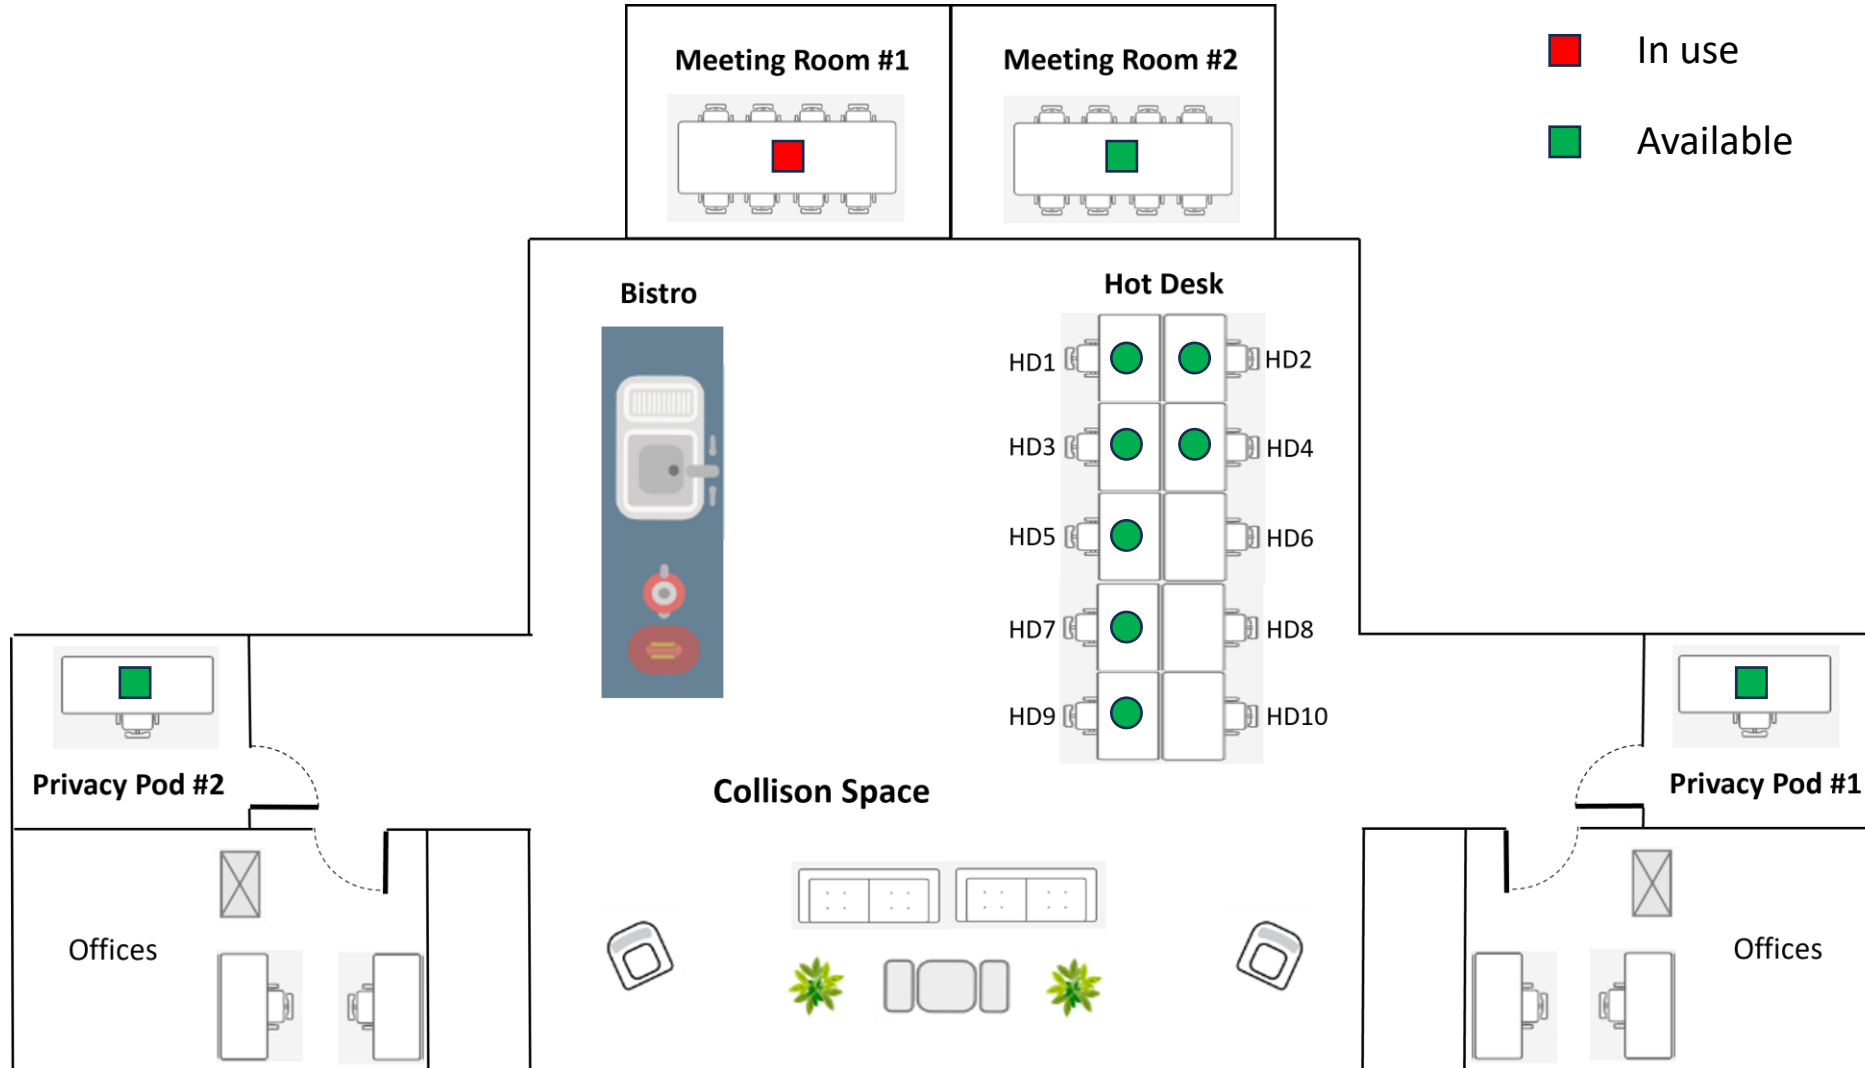 Meeting Room #1
Meeting Room #2
In use
Available
Bistro
Hot Desk
HD1
HD2
HD3
HD4
HD5
HD6
HD7
HD8
HD9
HD10
Privacy Pod #2
Collison Space
Privacy Pod #1
Offices
Offices